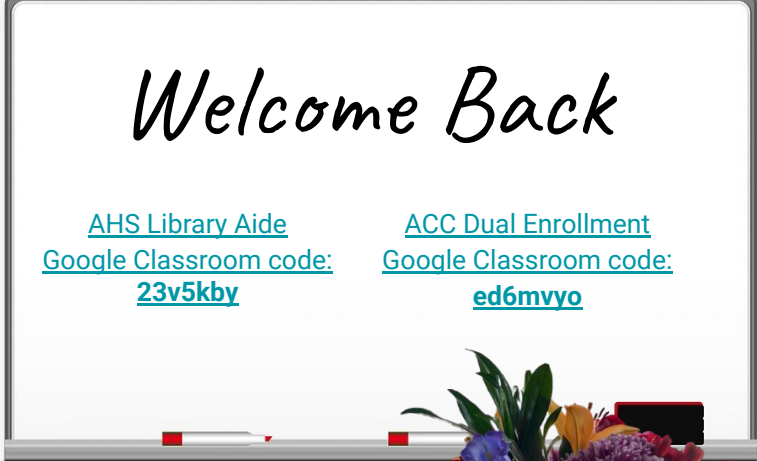 Welcome Back
AHS Library Aide
Google Classroom code:
23v5kby
ACC Dual Enrollment
Google Classroom code:
ed6mvyo